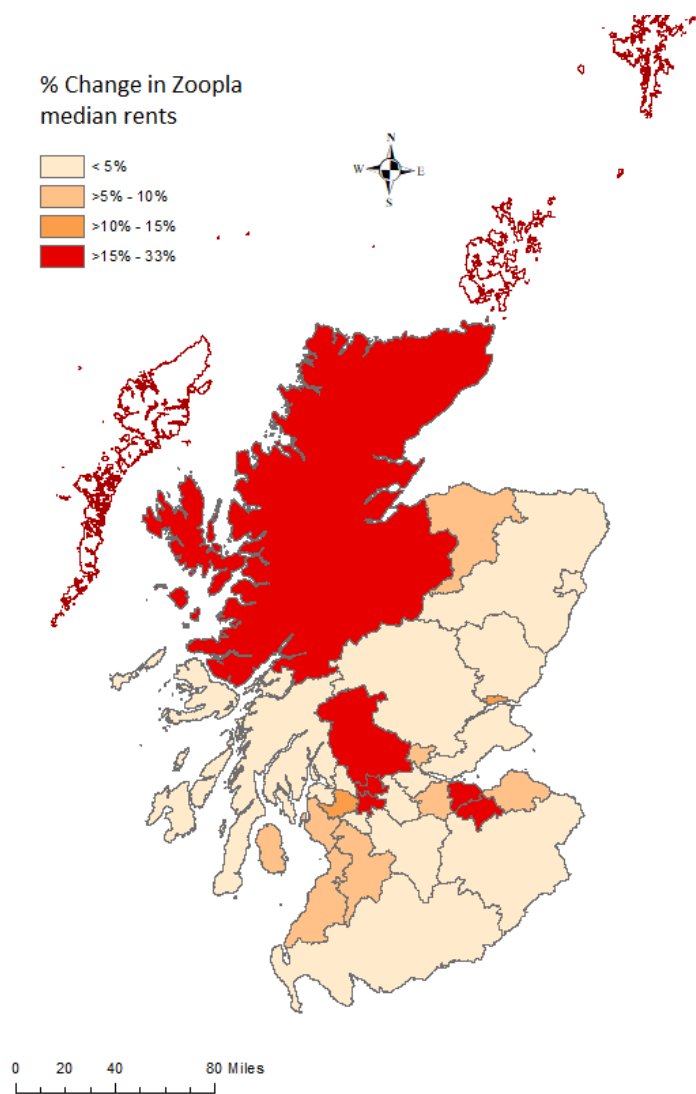 % Change in Zoopla
median rents
N
W E
S
< 5%
>5% - 10%
>10% - 15%
>15% - 33%
0 20 40 80 Miles